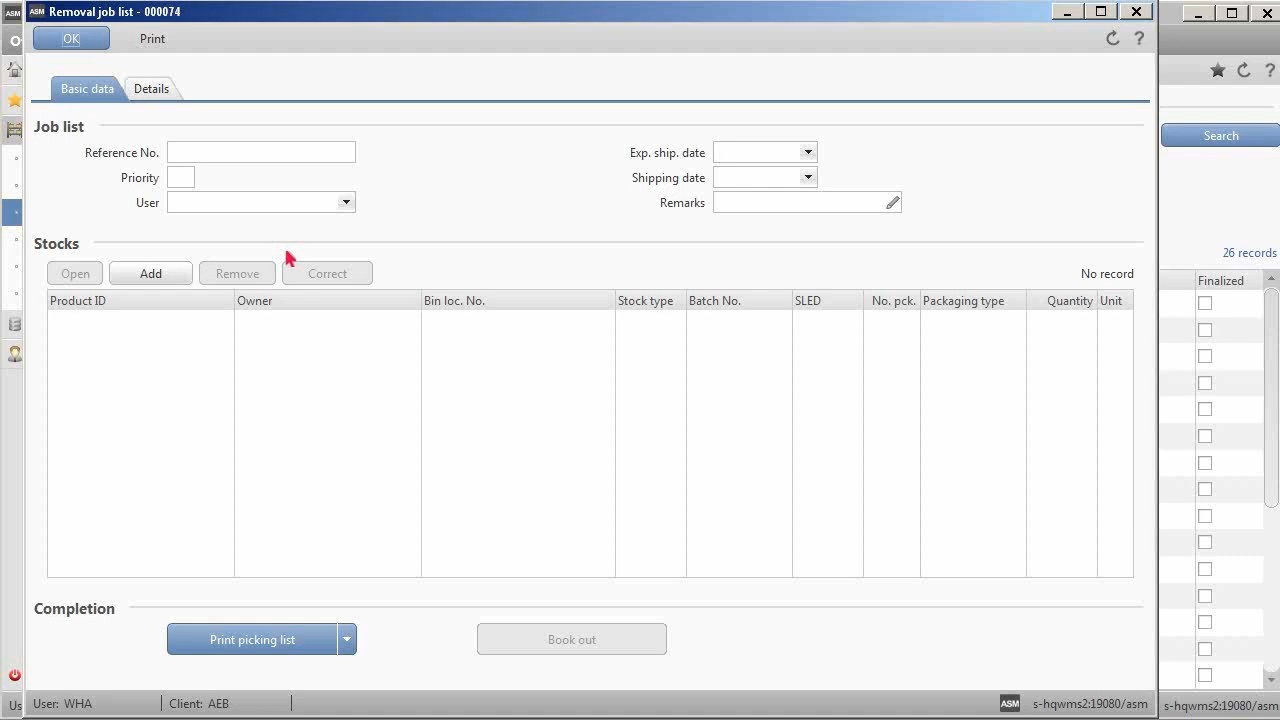 ASM Removal job list - 000074
ASM
OK Print ?
O
?
Basic data Details
Job list
Search
Reference No. Exp. ship. date
Priority Shipping date
User Remarks
Stocks
26 records
Open Add Remove Correct No record
Finalized
Product ID Owner Bin loc. No. Stock type Batch No. SLED No. pck. Packaging type Quantity Unit
Completion
Print picking list Book out
User: WHA Client: AEB ASM s-hqwms2:19080/asm
Us s-hqwms2:19080/asm